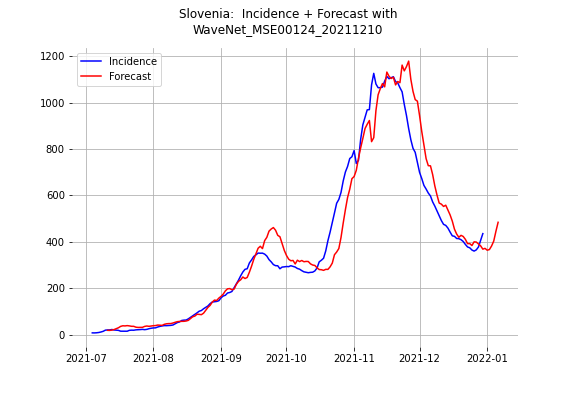 Slovenia:  Incidence + Forecast with
WaveNet_MSE00124_20211210
Incidence
Forecast
1200
1000
800
600
400
200
0
2021-07 2021-08 2021-09 2021-10 2021-11 2021-12 2022-01